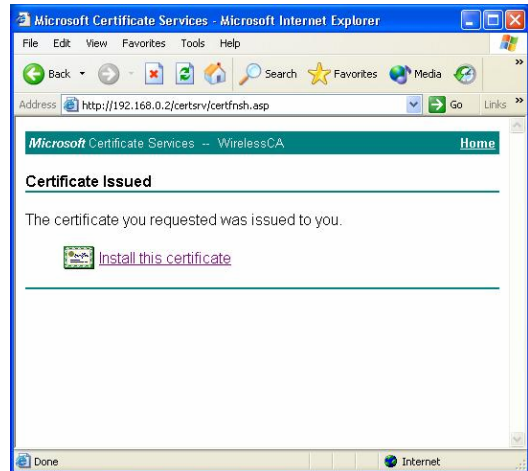 Microsoft Certificate Services - Microsoft Internet Explorer
File Edit View Favorites Tools Help
Back Search Favorites Media »
Address http://192.168.0.2/certsrv/certfnsh.asp Go Links »
Microsoft Certificate Services -- WirelessCA Home
Certificate Issued
The certificate you requested was issued to you.
Install this certificate
Done Internet